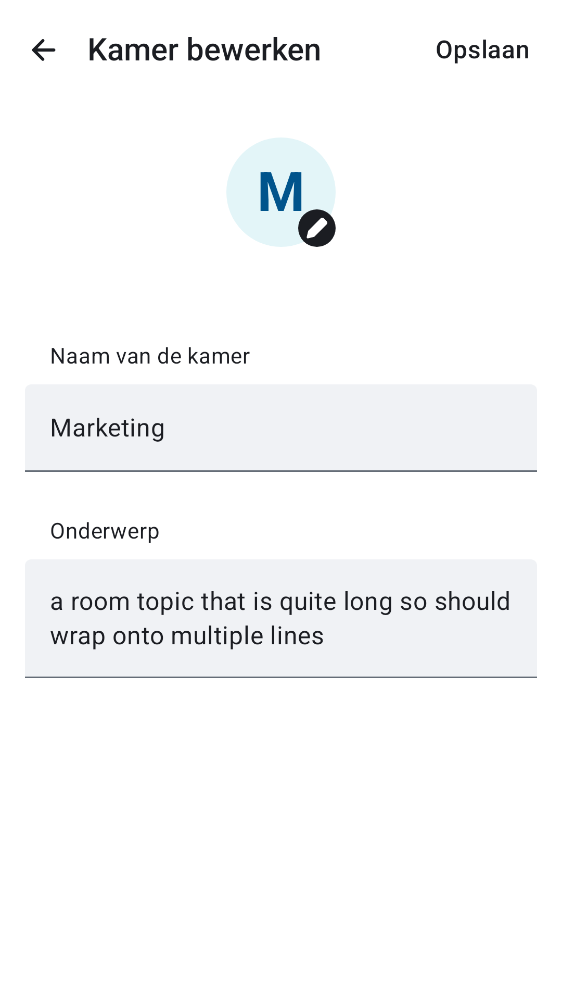 Kamer bewerken
Opslaan
M
Naam van de kamer
Marketing
Onderwerp
a room topic that is quite long so should
wrap onto multiple lines